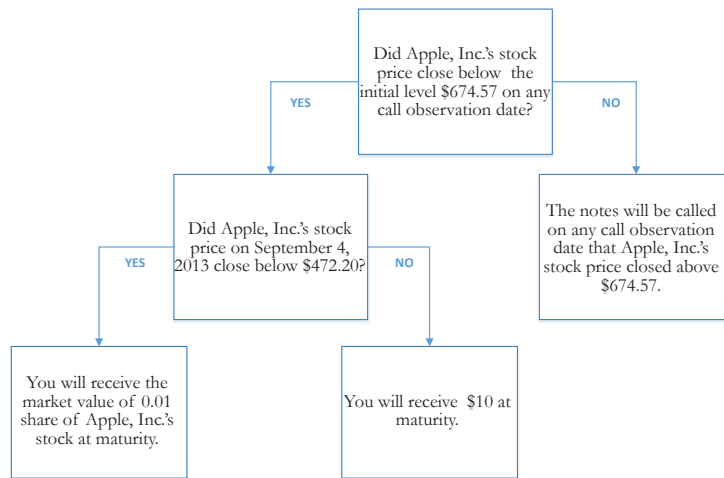 Did Apple, Inc.'s stock
price close below the
initial level $674.57 on any
call observation date?
YES
NO
Did Apple, Inc.'s stock
price on September 4,
2013 close below $472.20?
The notes will be called
on any call observation
date that Apple, Inc.'s
stock price closed above
$674.57.
YES
NO
You will receive the
market value of 0.01
share of Apple, Inc.'s
stock at maturity.
You will receive $10 at
maturity.